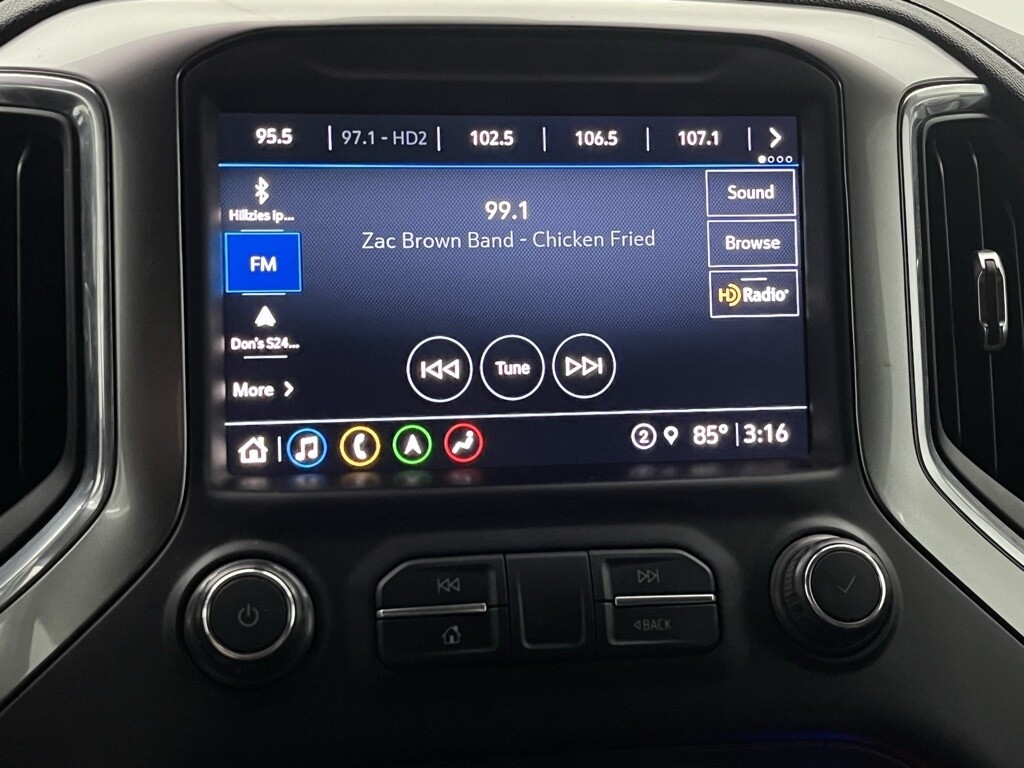 95.5 | 97.1 - HD2 | 102.5 | 106.5 | 107.1 |
Hillzies ip...
FM
Don's S24...
More
99.1
Zac Brown Band - Chicken Fried
Sound
Browse
HD Radio
Tune
2 85° | 3:16
BACK